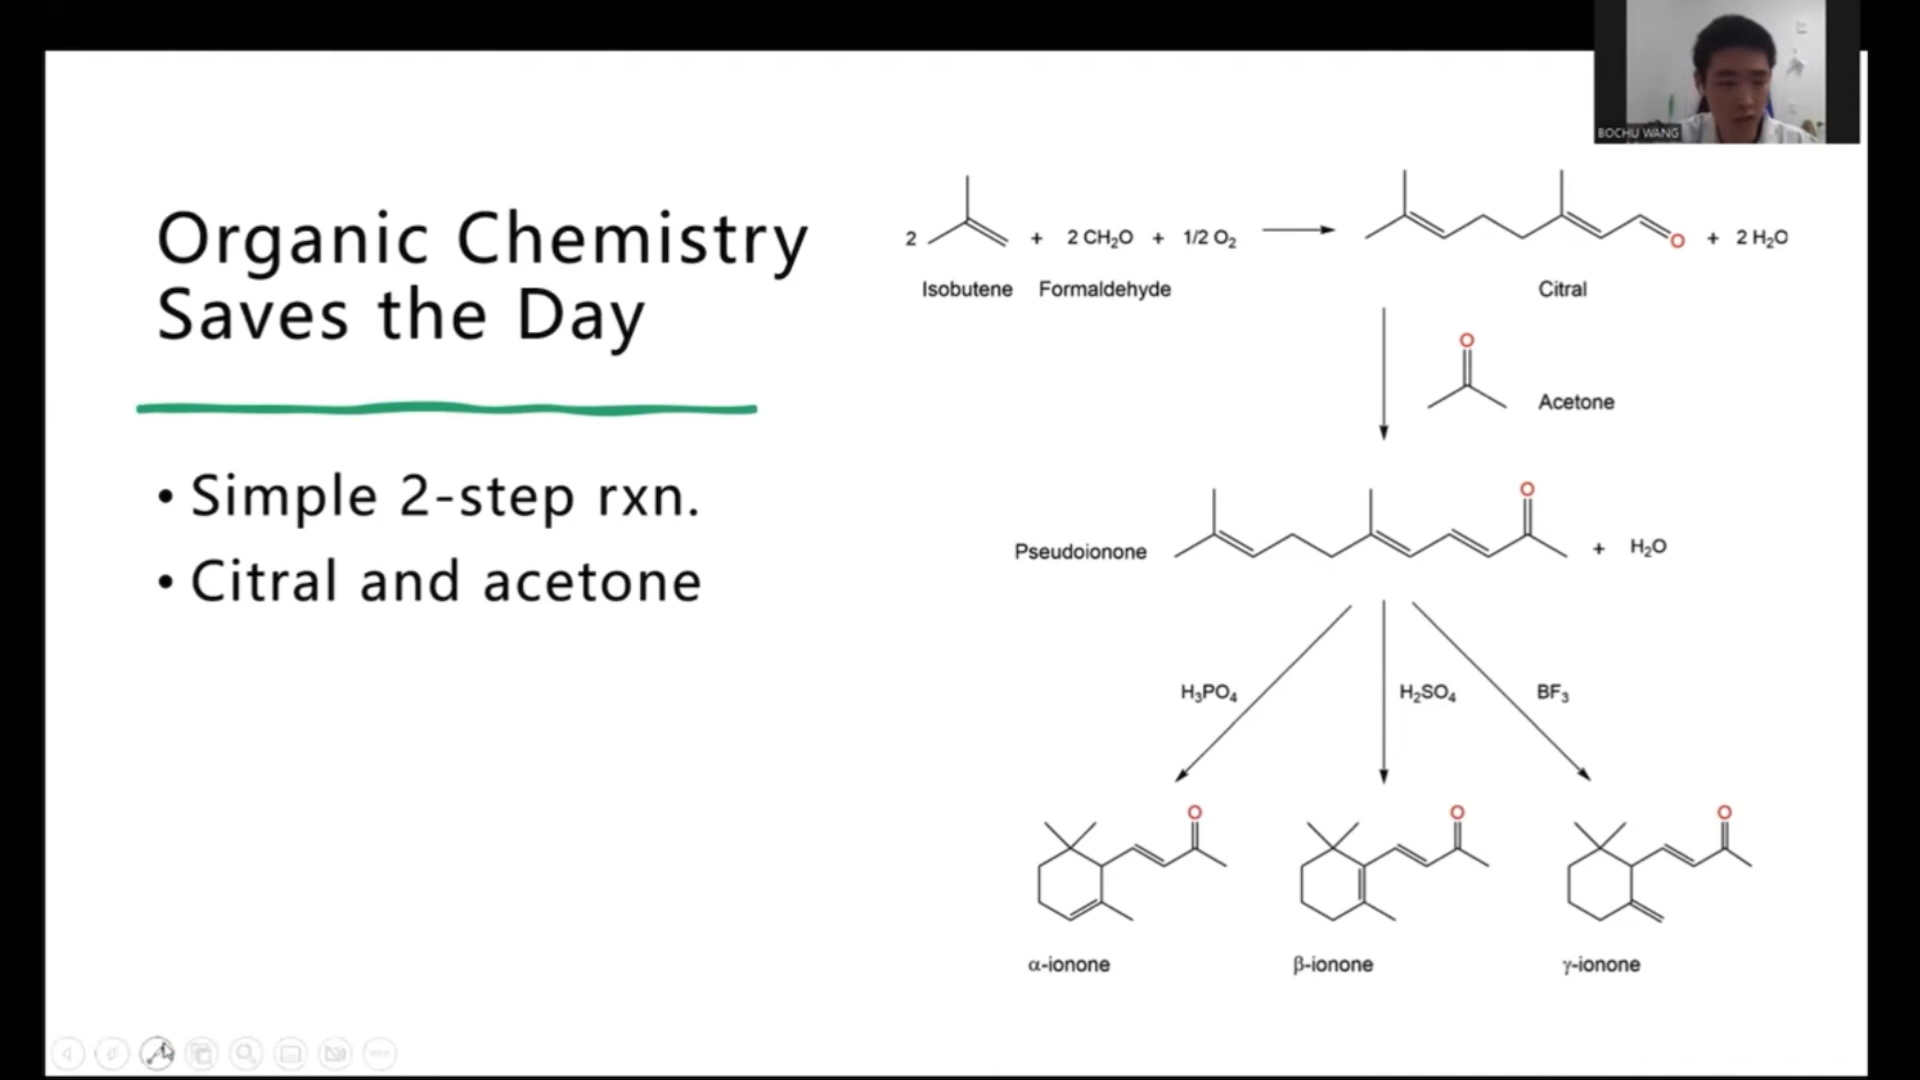 BOCHU WANG
Organic Chemistry
Saves the Day
• Simple 2-step rxn.
• Citral and acetone
2 + 2 CH₂O + 1/2 O₂ O + 2 H₂O
Isobutene Formaldehyde Citral
O
Acetone
O
Pseudoionone + H₂O
H₃PO₄ H₂SO₄ BF₃
O O O
α-ionone β-ionone γ-ionone